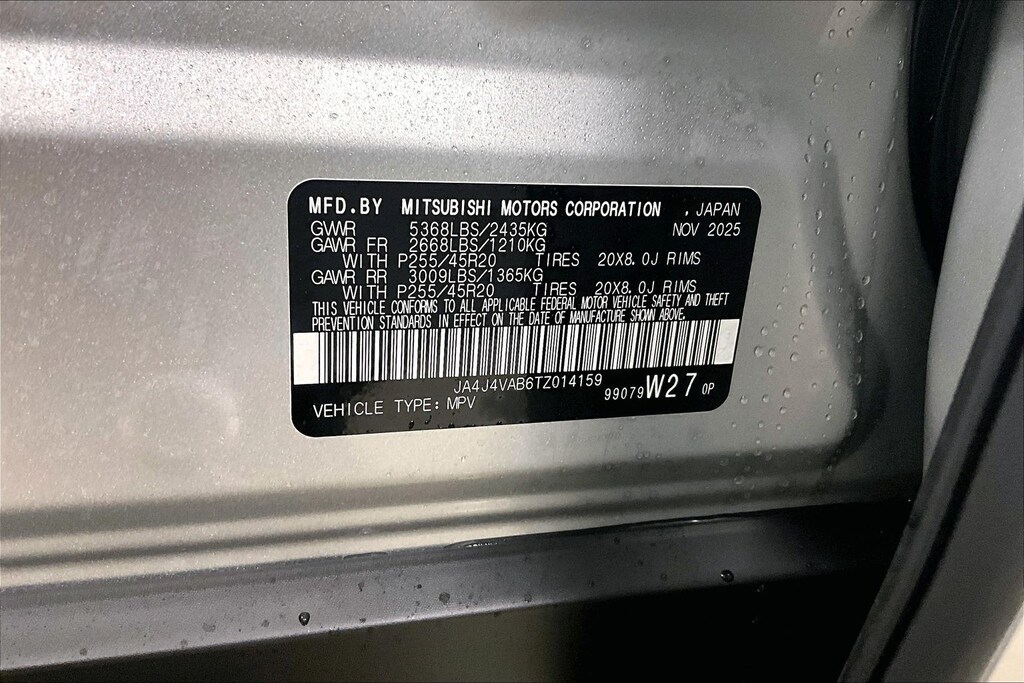 MFD.BY MITSUBISHI MOTORS CORPORATION , JAPAN
GVWR 5368LBS/2435KG NOV 2025
GAWR FR 2668LBS/1210KG
WITH P255/45R20 TIRES 20X8.0J RIMS
GAWR RR 3009LBS/1365KG
WITH P255/45R20 TIRES 20X8.0J RIMS
THIS VEHICLE CONFORMS TO ALL APPLICABLE FEDERAL MOTOR VEHICLE SAFETY AND THEFT
PREVENTION STANDARDS IN EFFECT ON THE DATE OF MANUFACTURE SHOWN ABOVE.
JA4J4VAB6TZ014159
99079 W27 0P
VEHICLE TYPE: MPV